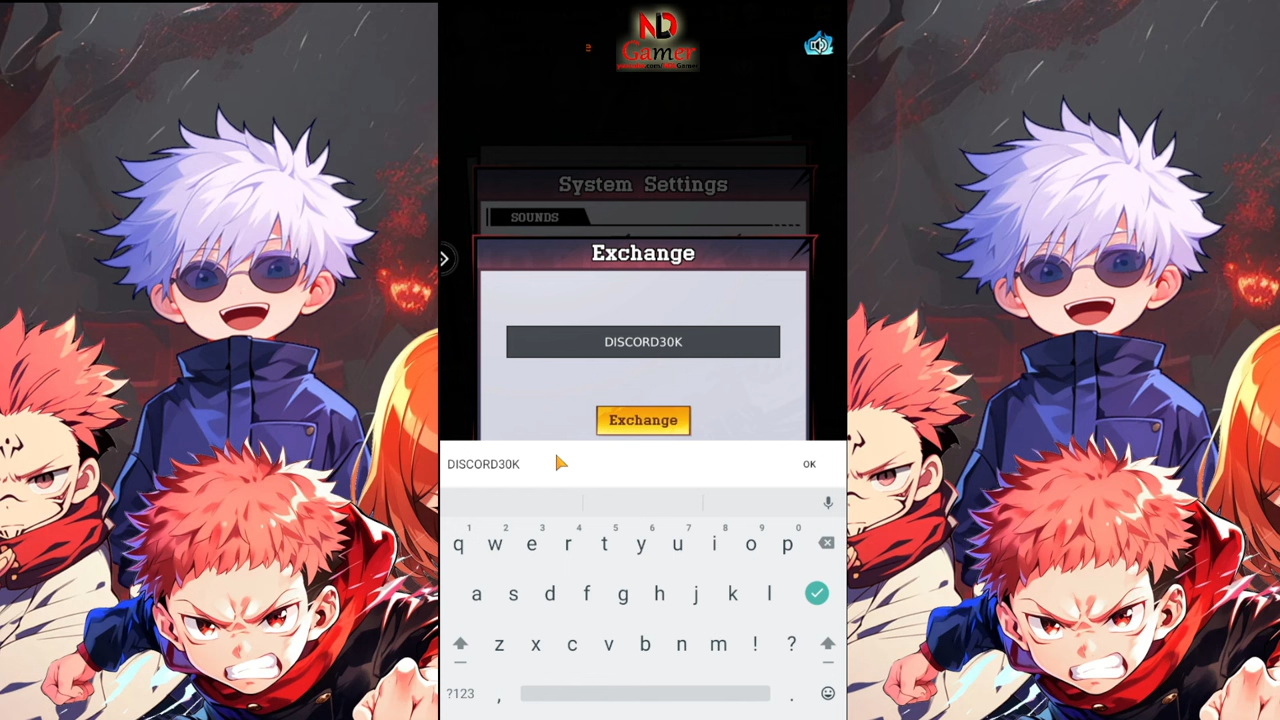 ND
Gamer
e
System Settings
SOUNDS
Exchange
DISCORD30K
Exchange
DISCORD30K
OK
1 2 3 4 5 6 7 8 9 0
q w e r t y u i o p
a s d f g h j k l
z x c v b n m ! ?
?123 , .